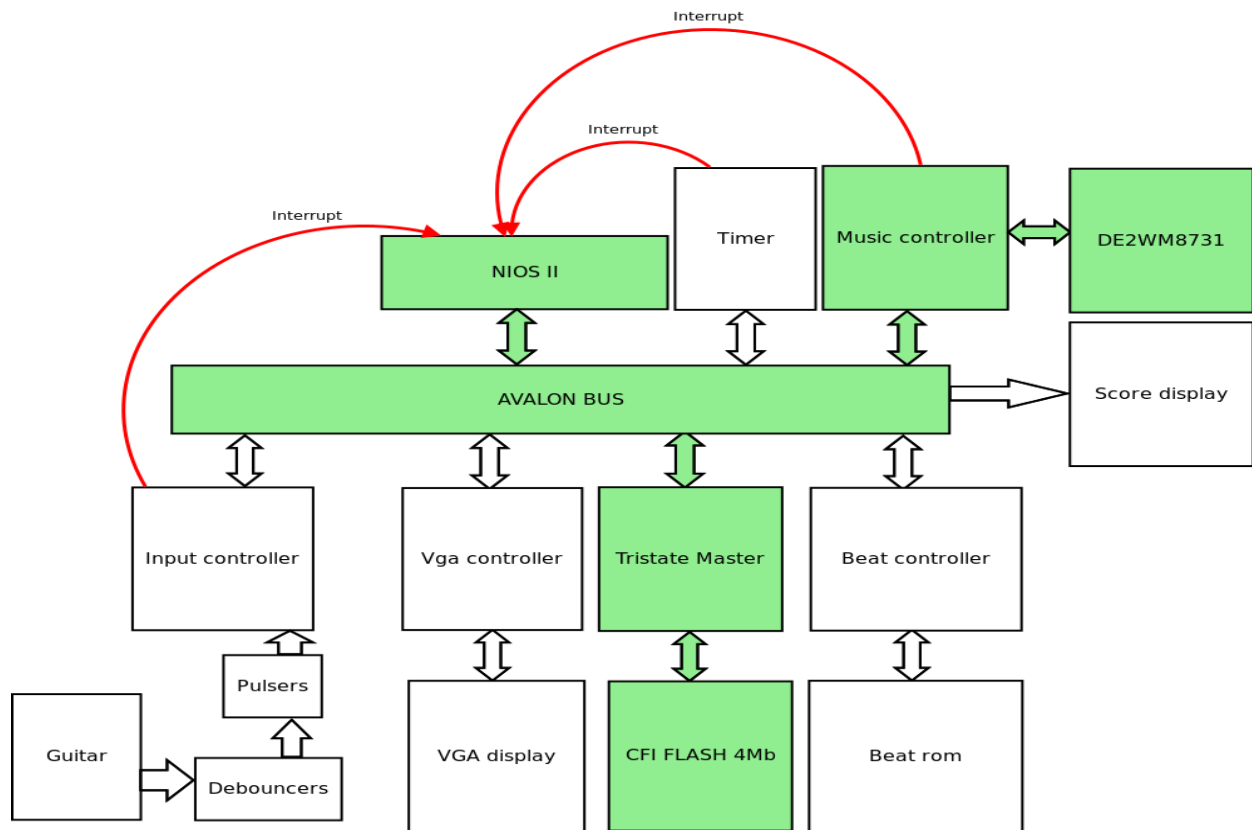 Interrupt
Interrupt
Interrupt
NIOS II
Timer
Music controller
DE2WM8731
AVALON BUS
Score display
Input controller
Vga controller
Tristate Master
Beat controller
Pulsers
Guitar
Debouncers
VGA display
CFI FLASH 4Mb
Beat rom